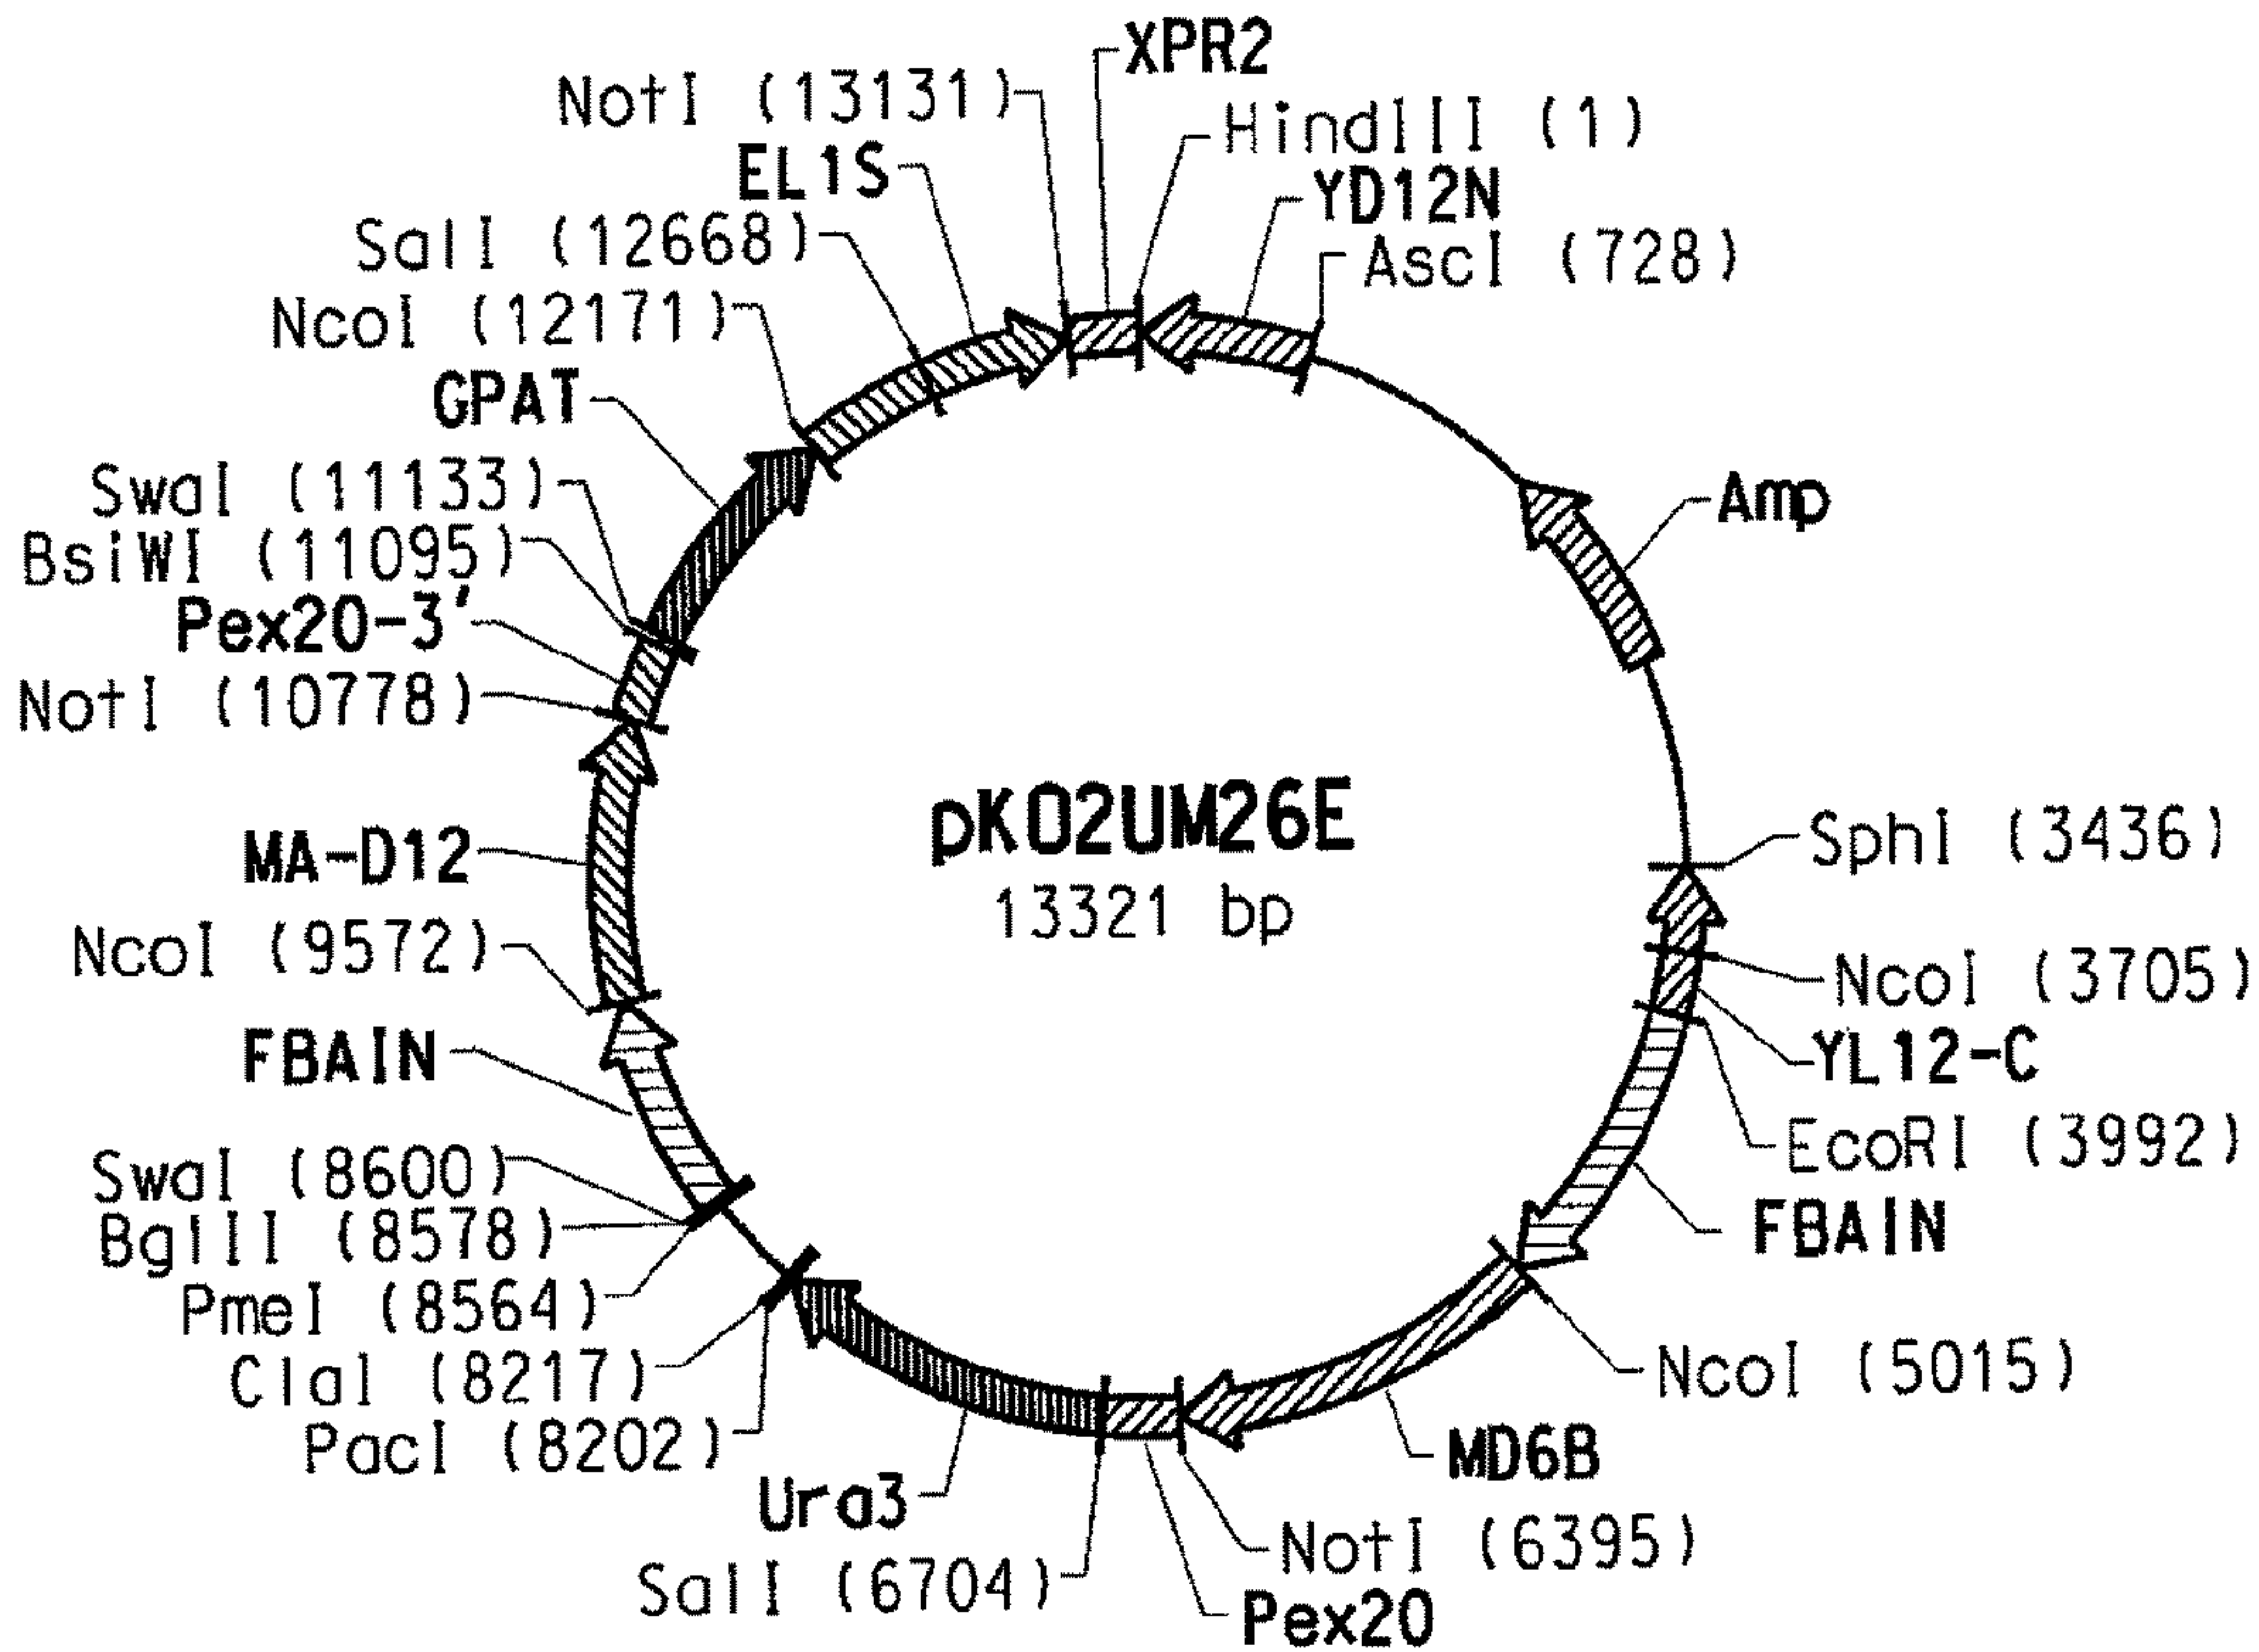 XPR2
NotI (13131)
HindIII (1)
EL1S
YD12N
SalI (12668)
AscI (728)
NcoI (12171)
GPAT
SwaI (11133)
Amp
BsiWI (11095)
Pex20-3'
NotI (10778)
pKO2UM26E
13321 bp
SphI (3436)
MA-D12
NcoI (9572)
NcoI (3705)
FBAIN
YL12-C
EcoRI (3992)
SwaI (8600)
BglII (8578)
FBAIN
PmeI (8564)
ClaI (8217)
NcoI (5015)
PacI (8202)
MD6B
Ura3
NotI (6395)
SalI (6704)
Pex20